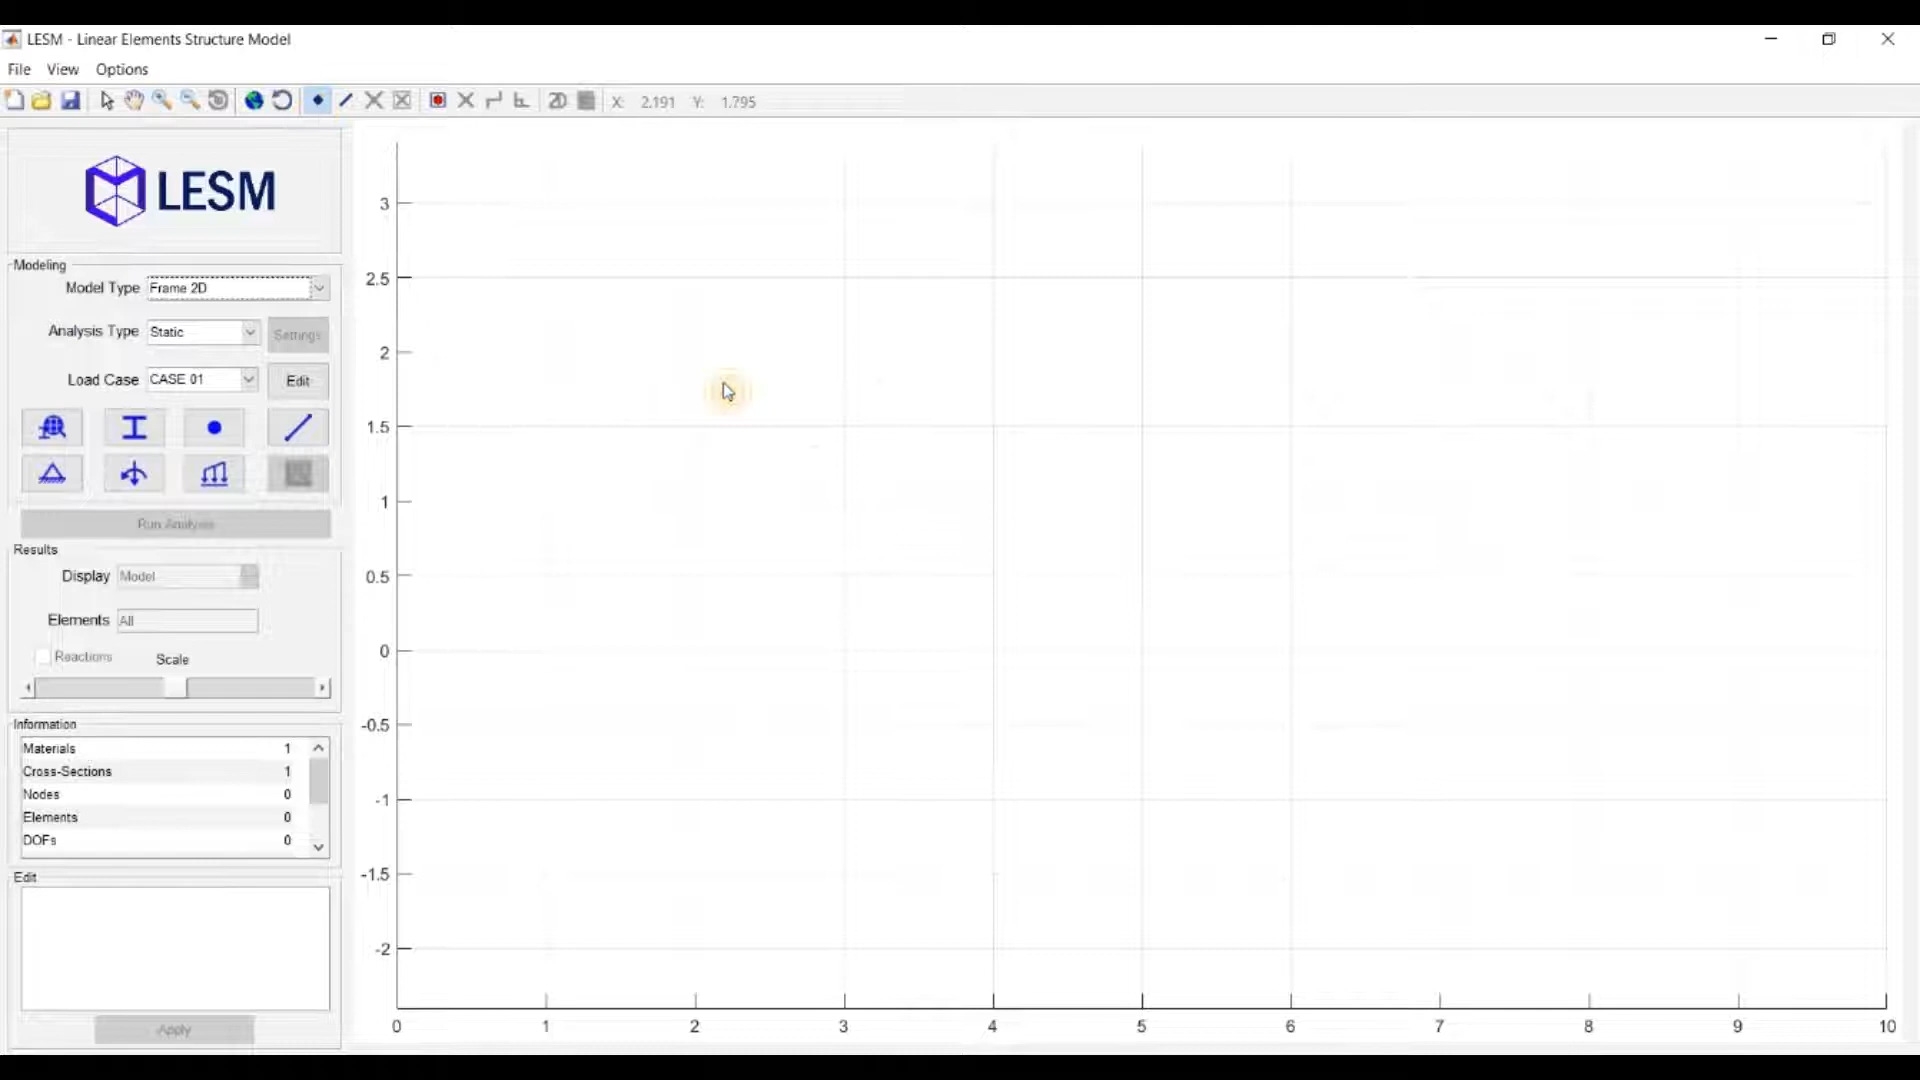 LESM - Linear Elements Structure Model
File View Options
2D X: 2.191 Y: 1.795
LESM
Modeling
Model Type Frame 2D
Analysis Type Static Settings
Load Case CASE 01 Edit
Run Analysis
Results
Display Model
Elements All
Reactions Scale
Information
Materials 1
Cross-Sections 1
Nodes 0
Elements 0
DOFs 0
Edit
Apply
3
2.5
2
1.5
1
0.5
0
-0.5
-1
-1.5
-2
0 1 2 3 4 5 6 7 8 9 10